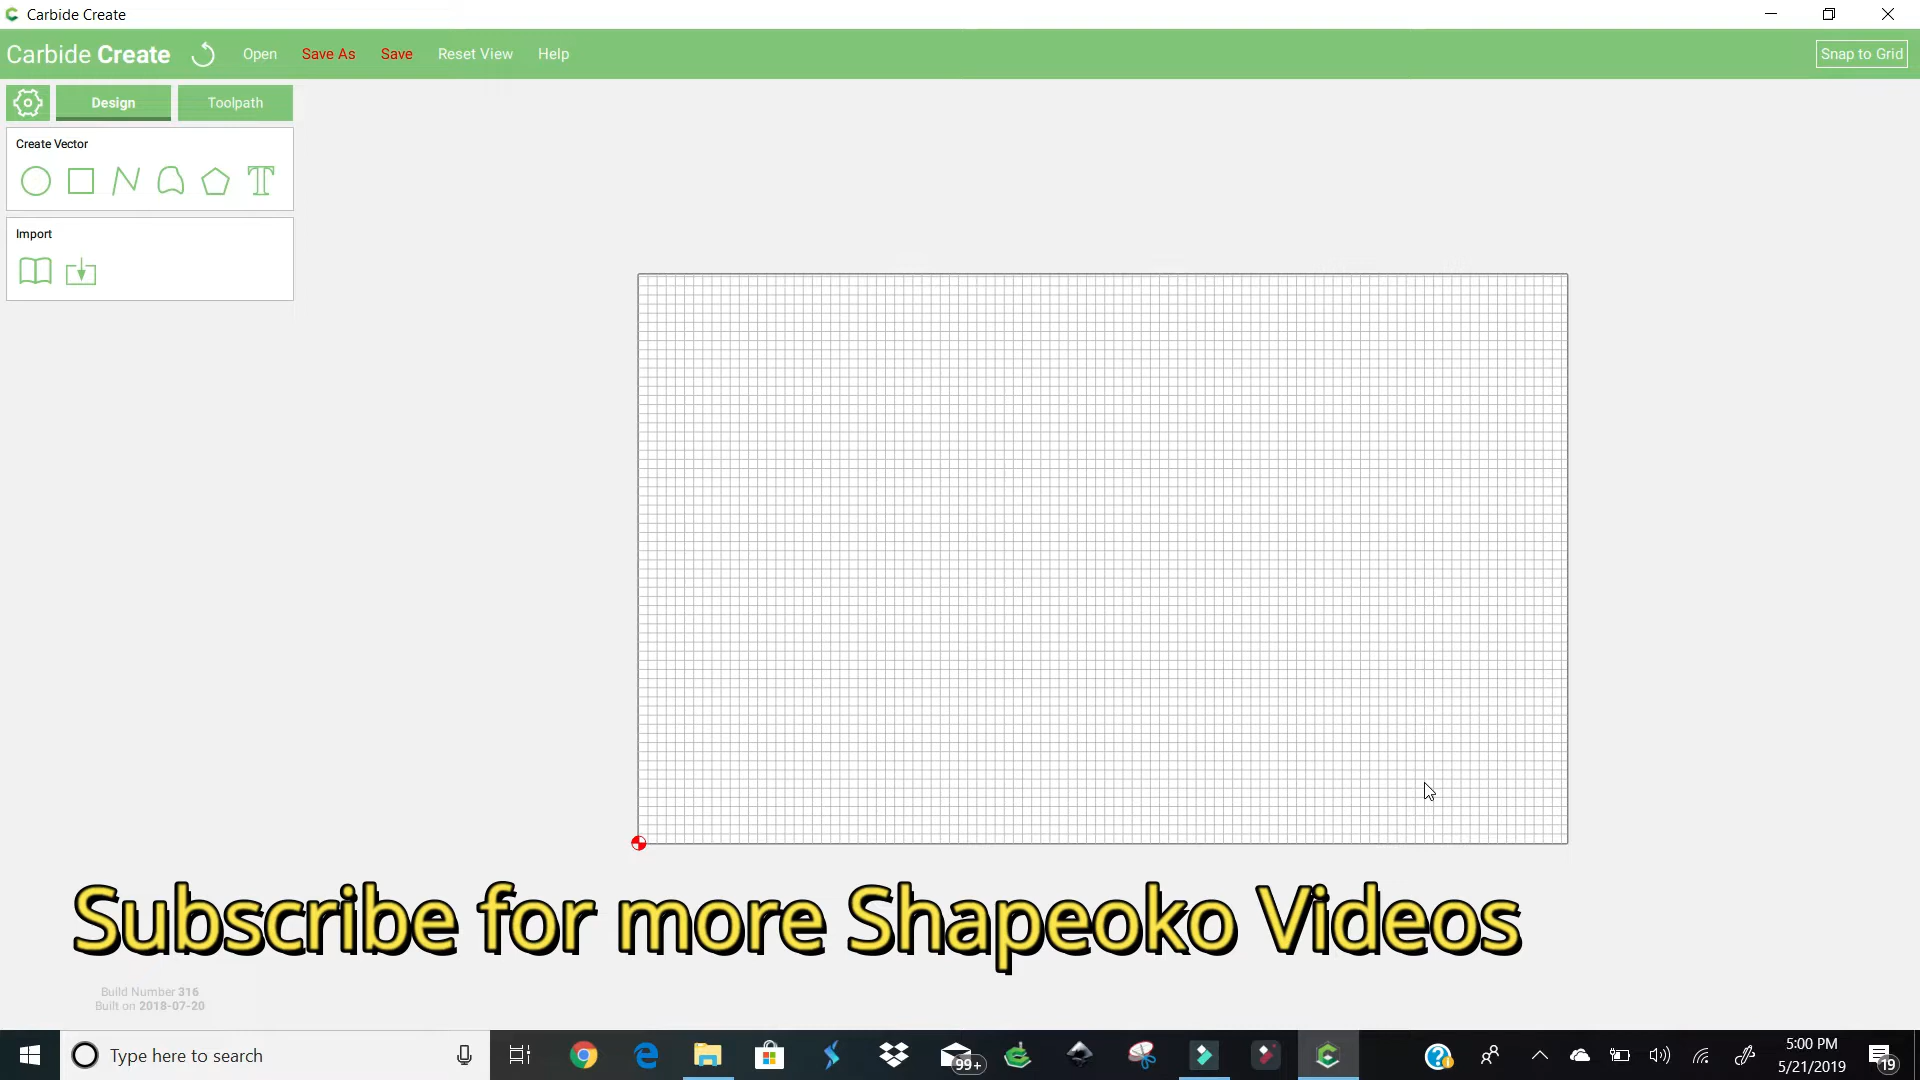 Carbide Create
Carbide Create Open Save As Save Reset View Help Snap to Grid
Design Toolpath
Create Vector
Import
Subscribe for more Shapeoko Videos
Build Number 316
Built on 2018-07-20
Type here to search
99+
5:00 PM
5/21/2019
19